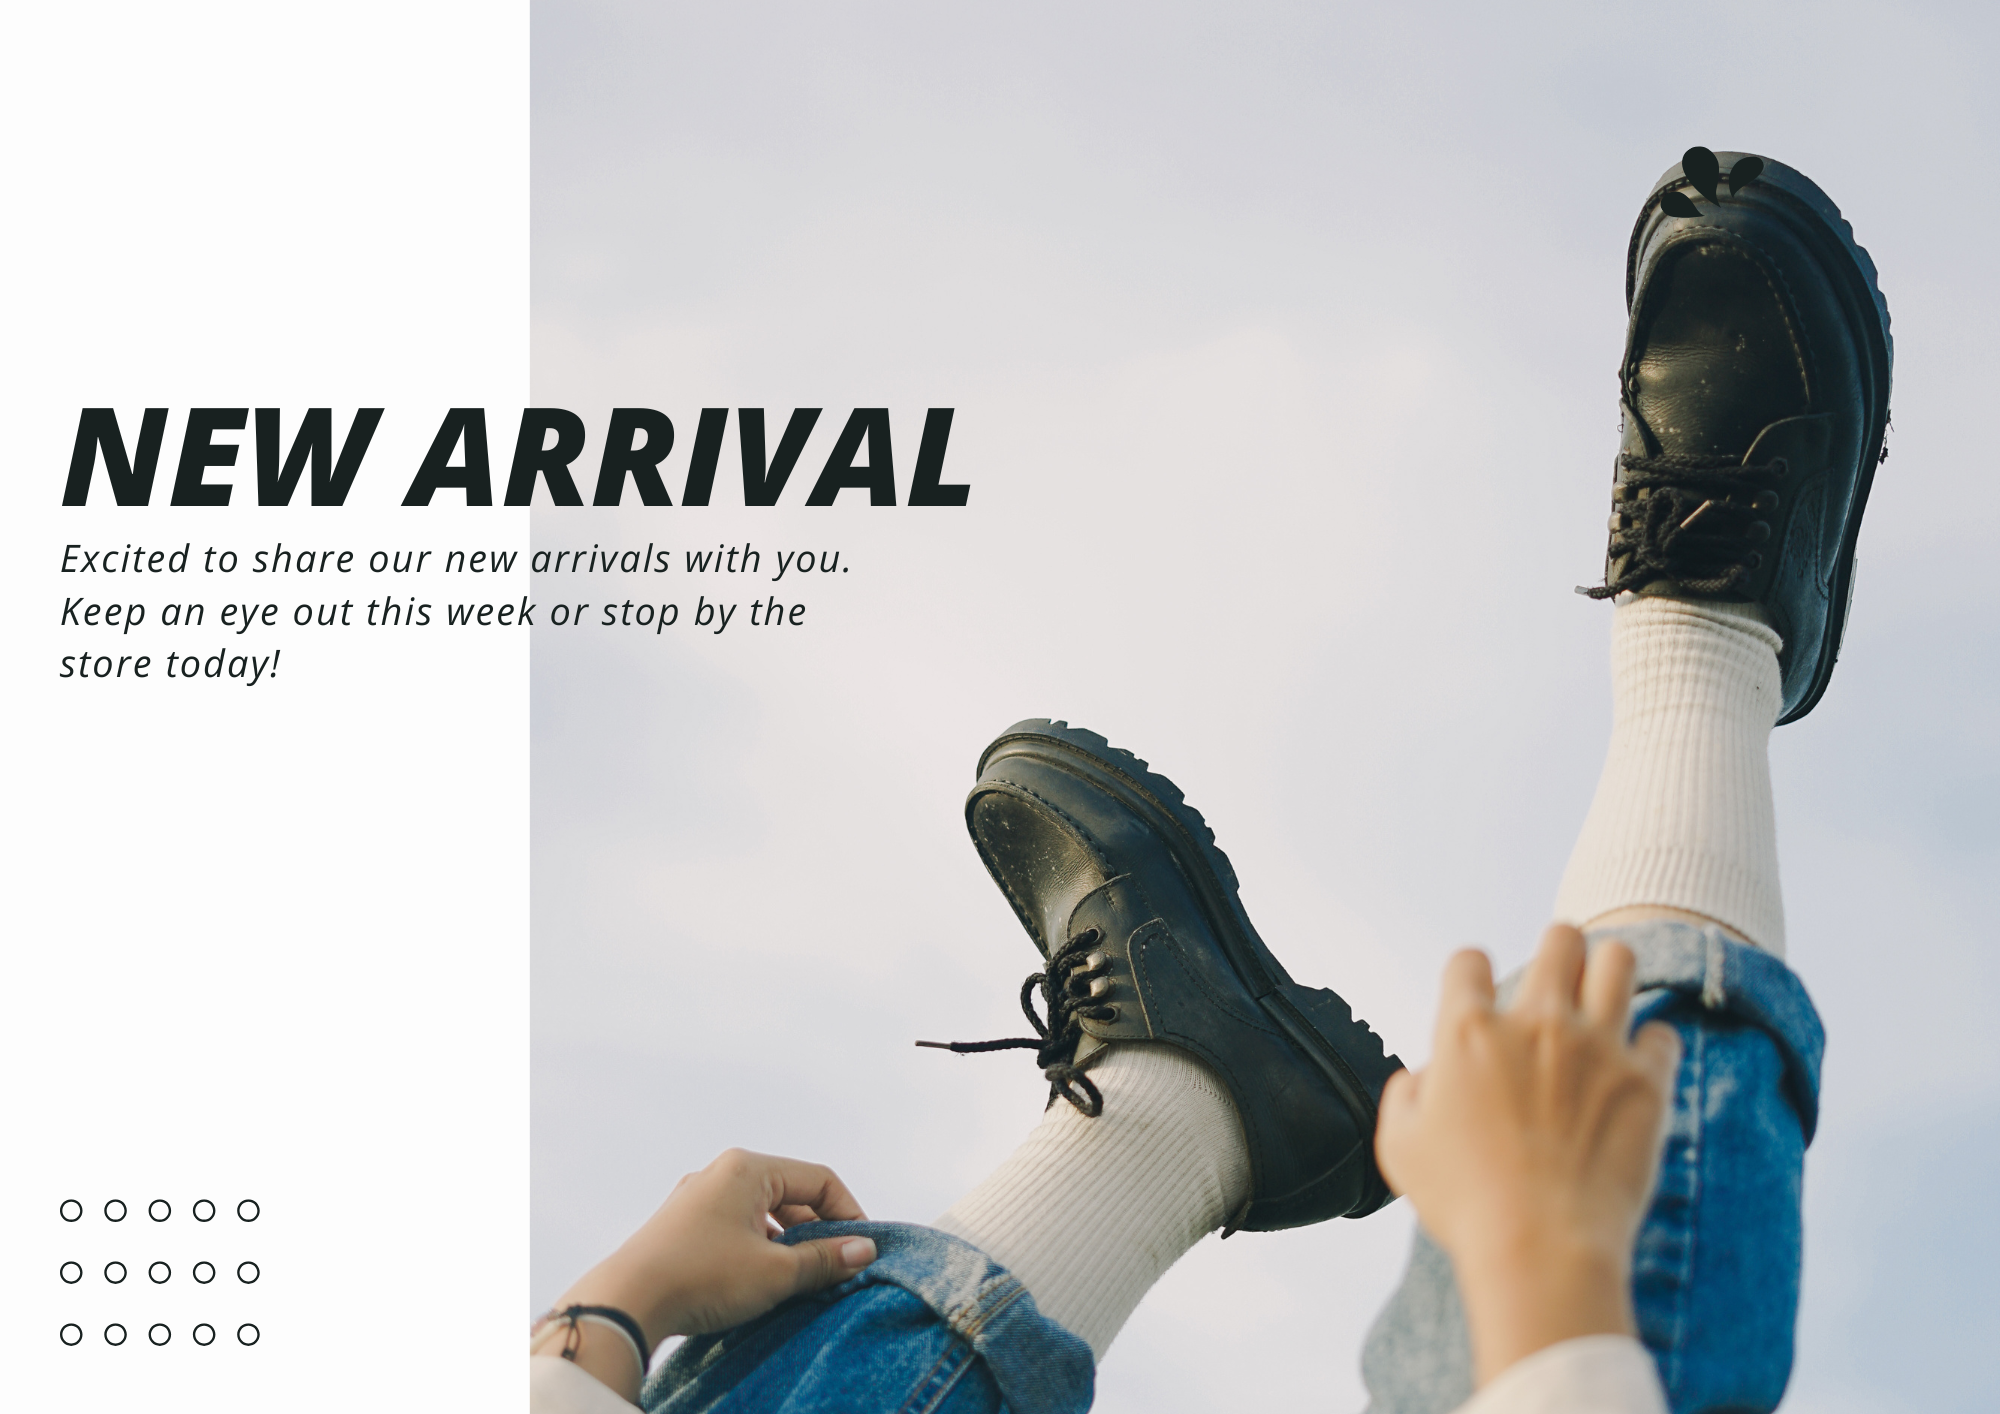 NEW ARRIVAL
Excited to share our new arrivals with you.
Keep an eye out this week or stop by the
store today!